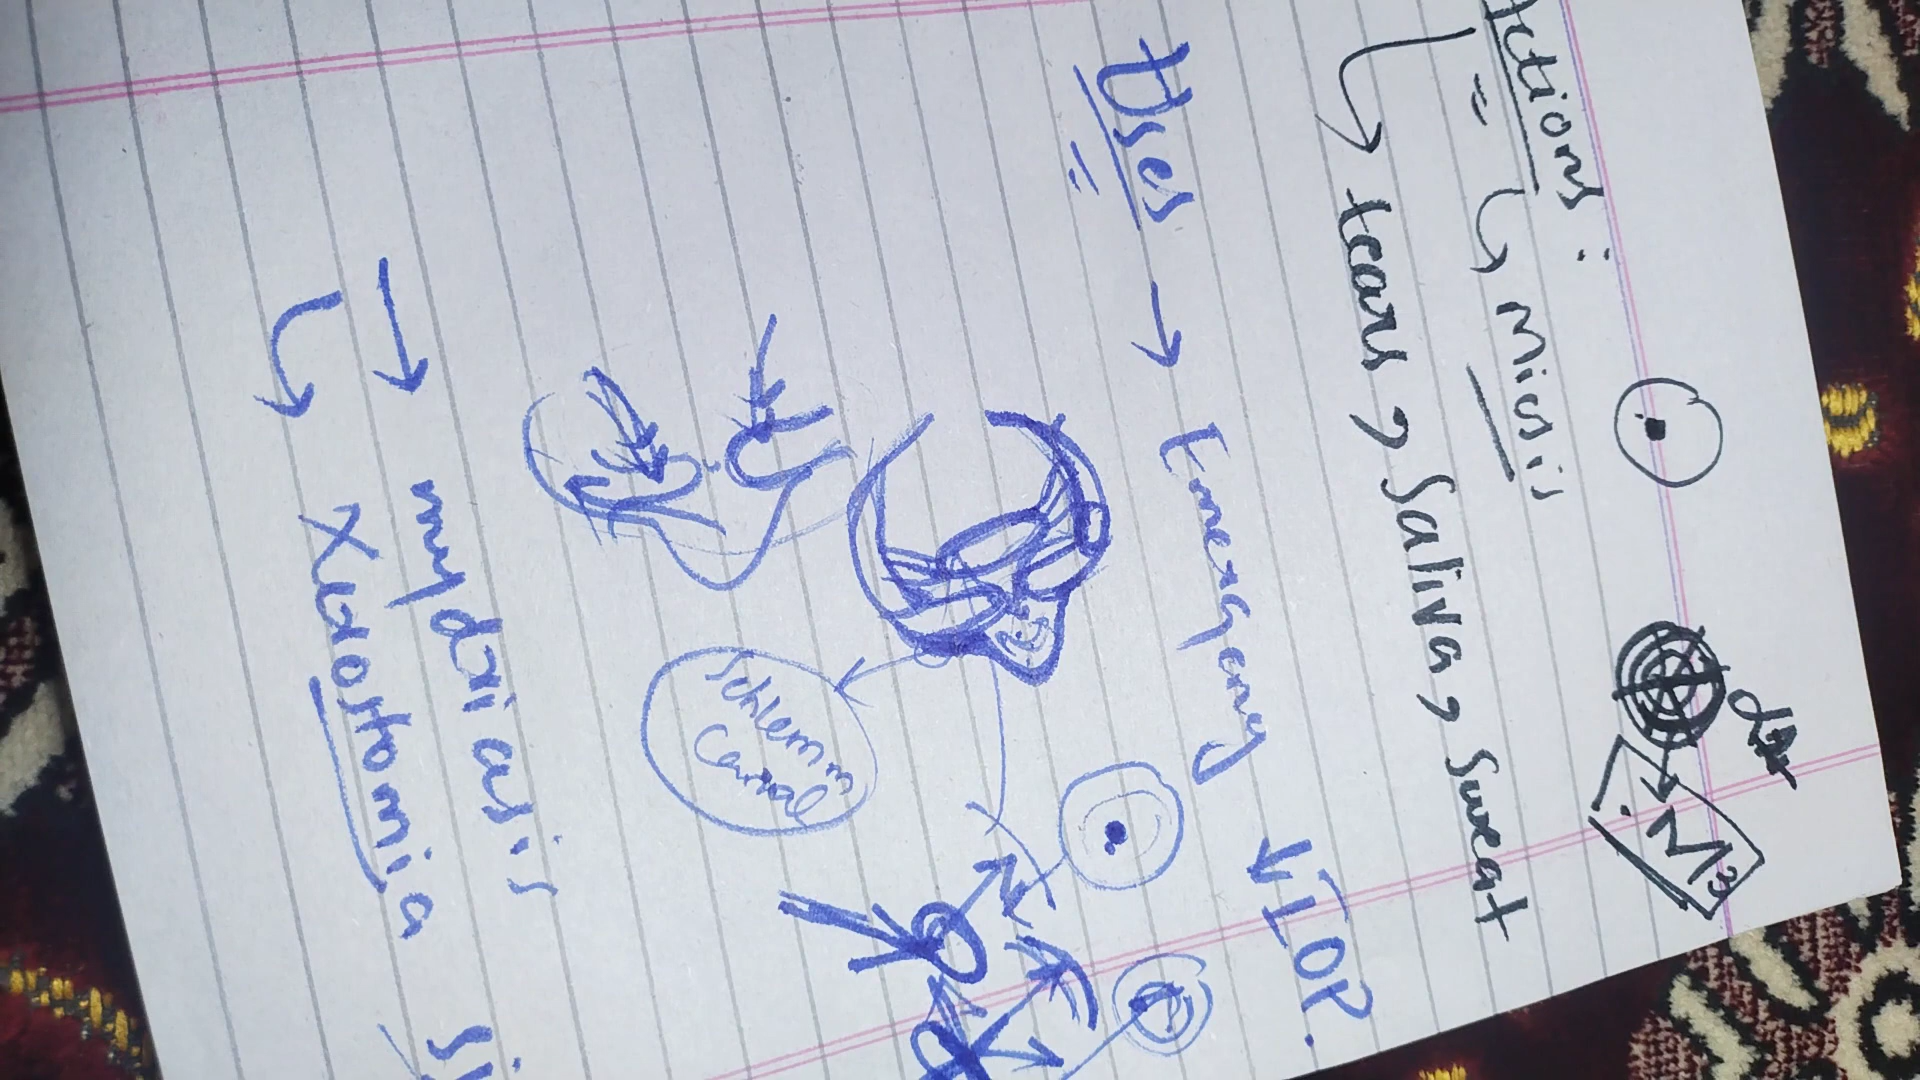 Actions:
Miosis
M3
tears, Saliva, Sweat
Uses → Emergency ↓IOP.
Schlemm
Canal
→ mydriasis
Xerostomia